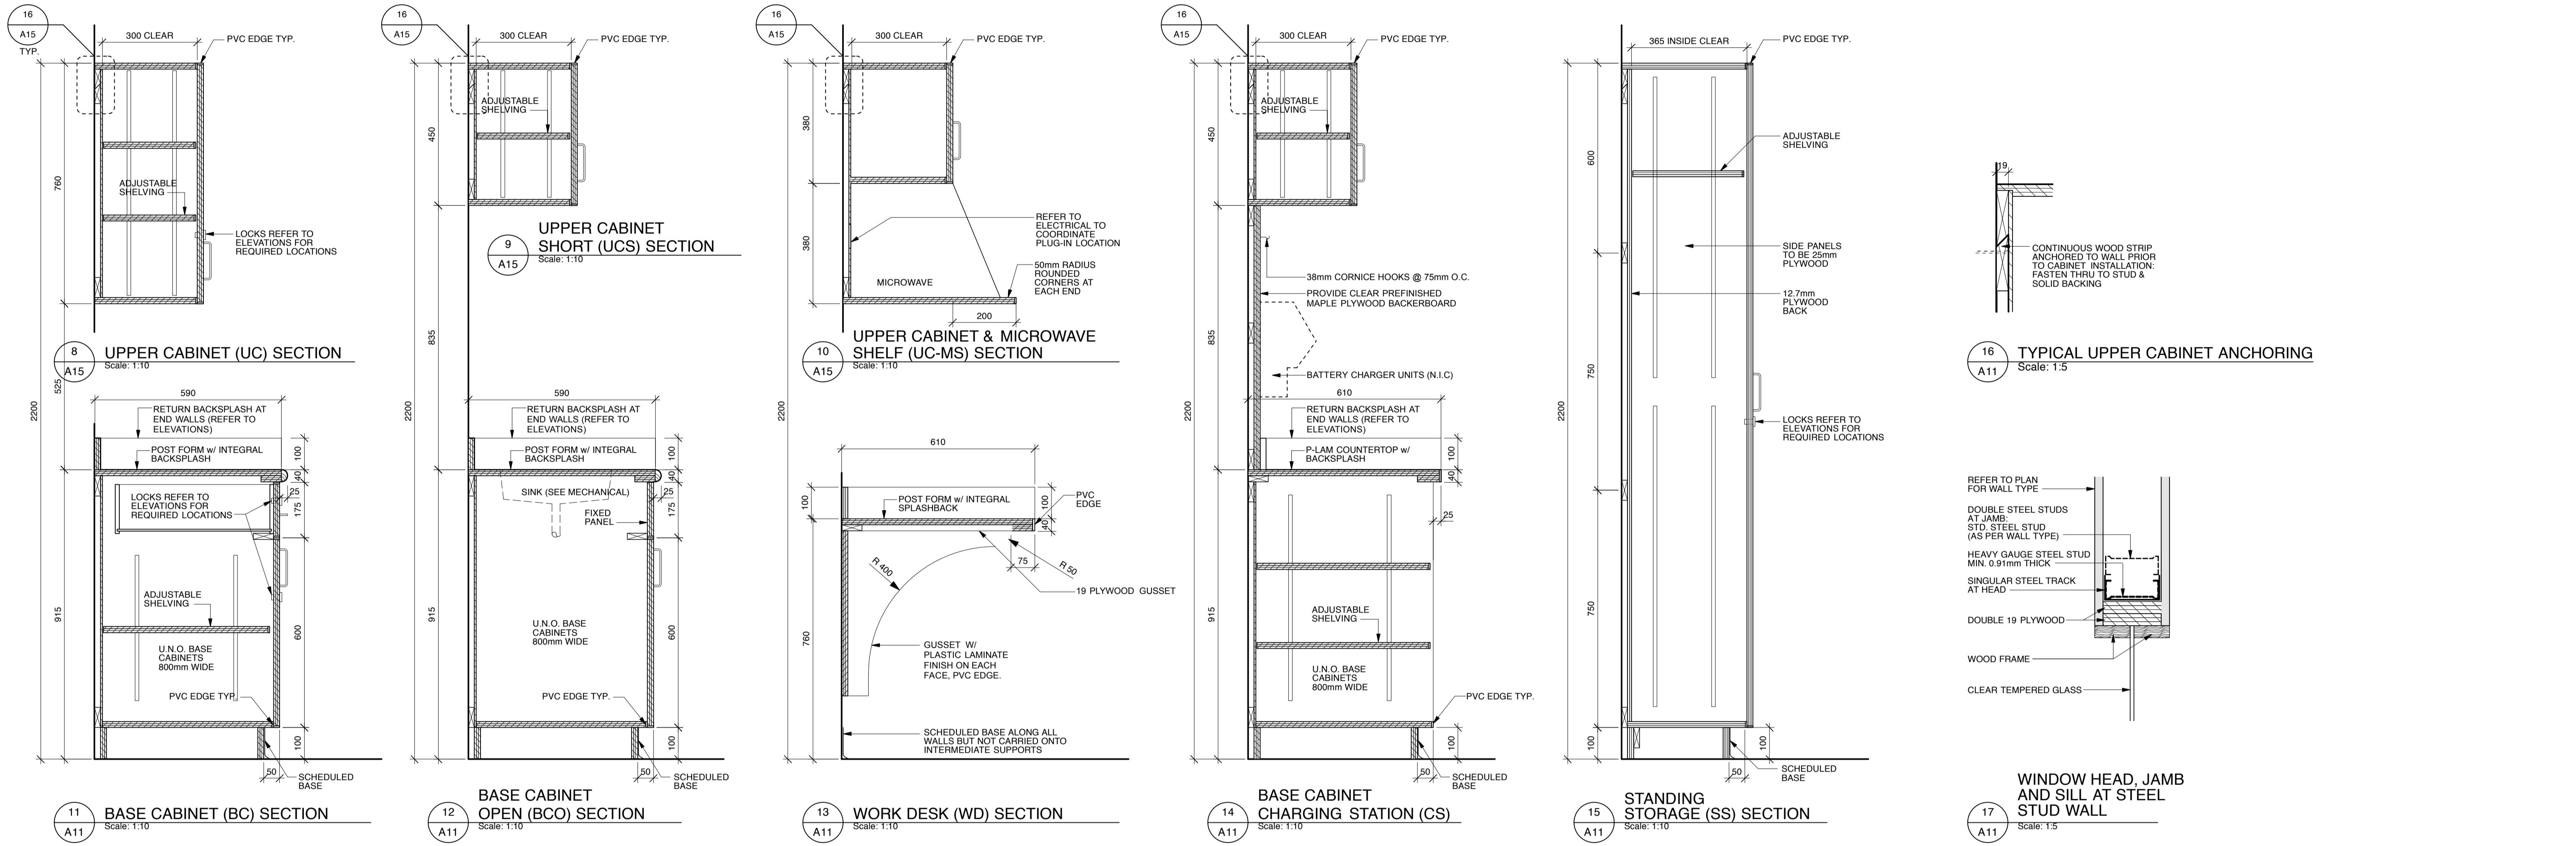 16
A15
TYP.
300 CLEAR
PVC EDGE TYP.
2200
760
525
915
ADJUSTABLE
SHELVING
LOCKS REFER TO
ELEVATIONS FOR
REQUIRED LOCATIONS
8
A15
UPPER CABINET (UC) SECTION
Scale: 1:10
590
RETURN BACKSPLASH AT
END WALLS (REFER TO
ELEVATIONS)
POST FORM w/ INTEGRAL
BACKSPLASH
100
40
25
175
600
100
LOCKS REFER TO
ELEVATIONS FOR
REQUIRED LOCATIONS
ADJUSTABLE
SHELVING
U.N.O. BASE
CABINETS
800mm WIDE
PVC EDGE TYP.
50
SCHEDULED
BASE
11
A11
BASE CABINET (BC) SECTION
Scale: 1:10
16
A15
300 CLEAR
PVC EDGE TYP.
2200
450
835
915
ADJUSTABLE
SHELVING
9
A15
UPPER CABINET
SHORT (UCS) SECTION
Scale: 1:10
590
RETURN BACKSPLASH AT
END WALLS (REFER TO
ELEVATIONS)
POST FORM w/ INTEGRAL
BACKSPLASH
100
40
25
175
600
100
SINK (SEE MECHANICAL)
FIXED
PANEL
U.N.O. BASE
CABINETS
800mm WIDE
PVC EDGE TYP.
50
SCHEDULED
BASE
12
A11
BASE CABINET
OPEN (BCO) SECTION
Scale: 1:10
16
A15
300 CLEAR
PVC EDGE TYP.
2200
380
380
REFER TO
ELECTRICAL TO
COORDINATE
PLUG-IN LOCATION
50mm RADIUS
ROUNDED
CORNERS AT
EACH END
MICROWAVE
200
10
A15
UPPER CABINET & MICROWAVE
SHELF (UC-MS) SECTION
Scale: 1:10
610
100
760
POST FORM w/ INTEGRAL
SPLASHBACK
100
40
PVC
EDGE
75
R 50
R 400
19 PLYWOOD GUSSET
GUSSET W/
PLASTIC LAMINATE
FINISH ON EACH
FACE, PVC EDGE.
SCHEDULED BASE ALONG ALL
WALLS BUT NOT CARRIED ONTO
INTERMEDIATE SUPPORTS
13
A11
WORK DESK (WD) SECTION
Scale: 1:10
16
A15
300 CLEAR
PVC EDGE TYP.
2200
450
835
915
ADJUSTABLE
SHELVING
38mm CORNICE HOOKS @ 75mm O.C.
PROVIDE CLEAR PREFINISHED
MAPLE PLYWOOD BACKERBOARD
BATTERY CHARGER UNITS (N.I.C)
610
RETURN BACKSPLASH AT
END WALLS (REFER TO
ELEVATIONS)
P-LAM COUNTERTOP w/
BACKSPLASH
100
40
25
ADJUSTABLE
SHELVING
U.N.O. BASE
CABINETS
800mm WIDE
PVC EDGE TYP.
100
50
SCHEDULED
BASE
14
A11
BASE CABINET
CHARGING STATION (CS)
Scale: 1:10
365 INSIDE CLEAR
PVC EDGE TYP.
2200
600
750
750
100
ADJUSTABLE
SHELVING
SIDE PANELS
TO BE 25mm
PLYWOOD
12.7mm
PLYWOOD
BACK
LOCKS REFER TO
ELEVATIONS FOR
REQUIRED LOCATIONS
100
50
SCHEDULED
BASE
15
A11
STANDING
STORAGE (SS) SECTION
Scale: 1:10
19
CONTINUOUS WOOD STRIP
ANCHORED TO WALL PRIOR
TO CABINET INSTALLATION:
FASTEN THRU TO STUD &
SOLID BACKING
16
A11
TYPICAL UPPER CABINET ANCHORING
Scale: 1:5
REFER TO PLAN
FOR WALL TYPE
DOUBLE STEEL STUDS
AT JAMB:
STD. STEEL STUD
(AS PER WALL TYPE)
HEAVY GAUGE STEEL STUD
MIN. 0.91mm THICK
SINGULAR STEEL TRACK
AT HEAD
DOUBLE 19 PLYWOOD
WOOD FRAME
CLEAR TEMPERED GLASS
17
A11
WINDOW HEAD, JAMB
AND SILL AT STEEL
STUD WALL
Scale: 1:5